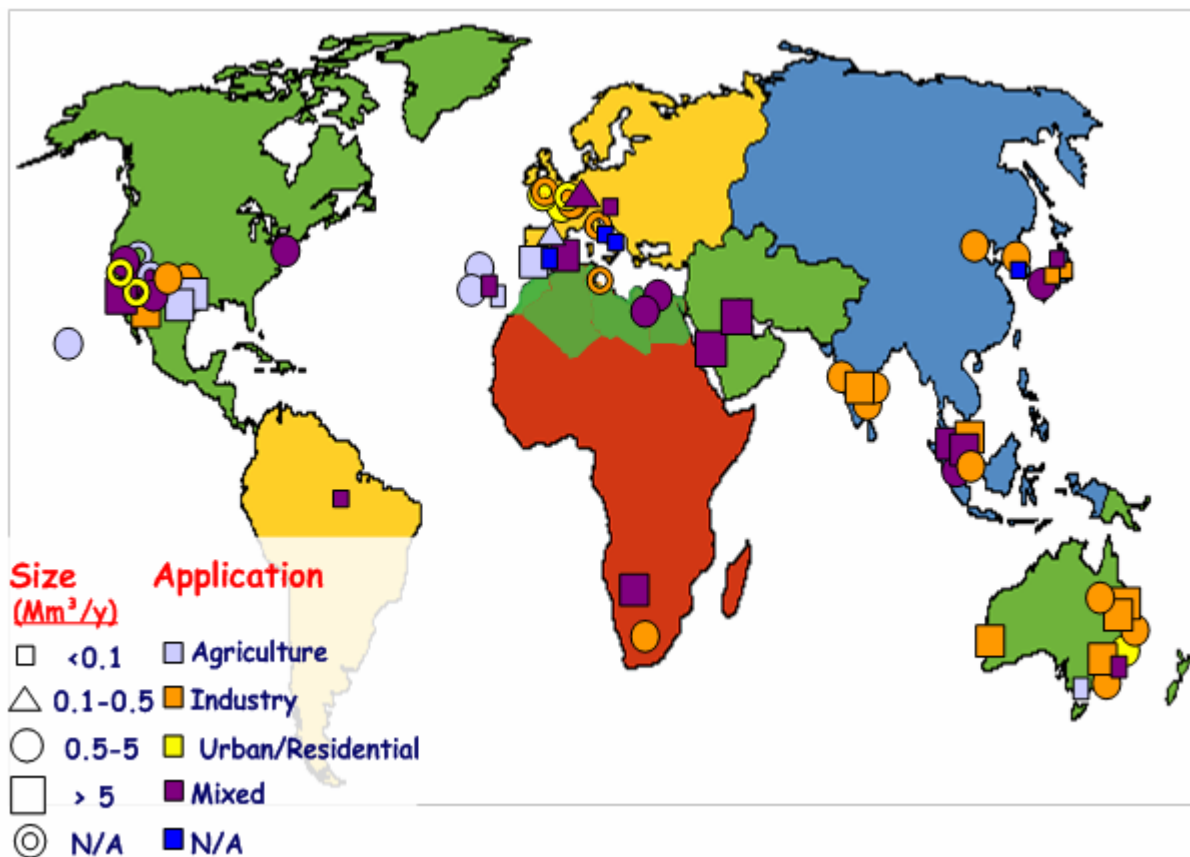 Size Application
(Mm³/y)
<0.1 Agriculture
0.1-0.5 Industry
0.5-5 Urban/Residential
> 5 Mixed
N/A N/A